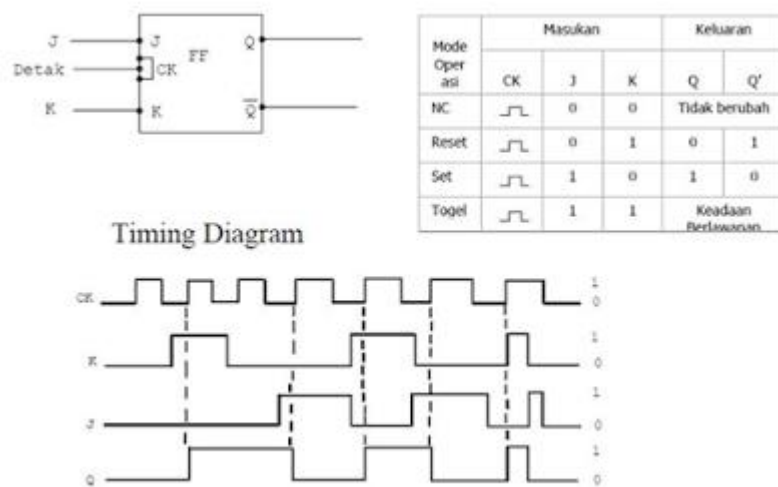 J J Q
FF
Detak CK
K K Q
Mode Oper asi Masukan Keluaran
CK J K Q Q'
NC 0 0 Tidak berubah
Reset 0 1 0 1
Set 1 0 1 0
Togel 1 1 Keadaan Berlawanan
Timing Diagram
CK 1 0
K 1 0
J 1 0
Q 1 0